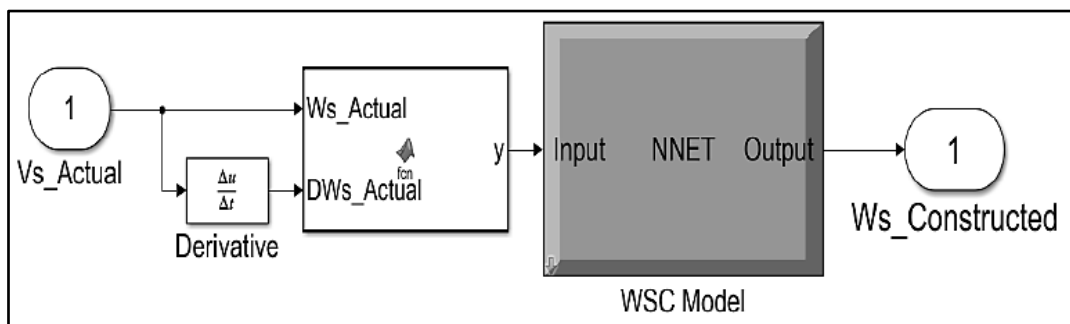 1
Vs_Actual
Δu
Δt
Derivative
Ws_Actual
DWs_Actual
fcn
y
Input NNET Output
WSC Model
1
Ws_Constructed